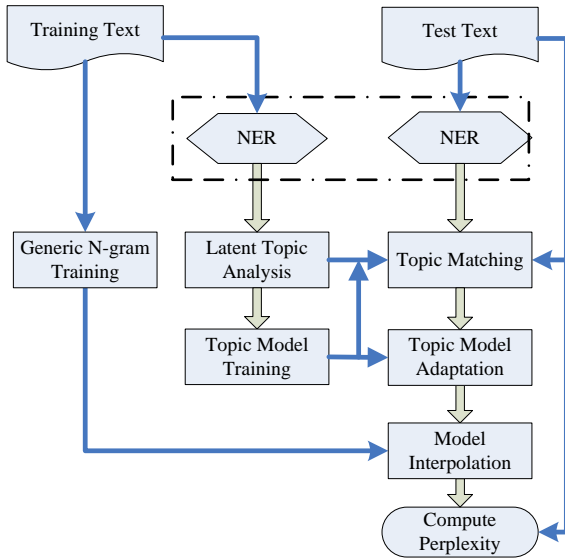 Training Text
Test Text
NER
NER
Generic N-gram
Training
Latent Topic
Analysis
Topic Matching
Topic Model
Training
Topic Model
Adaptation
Model
Interpolation
Compute
Perplexity